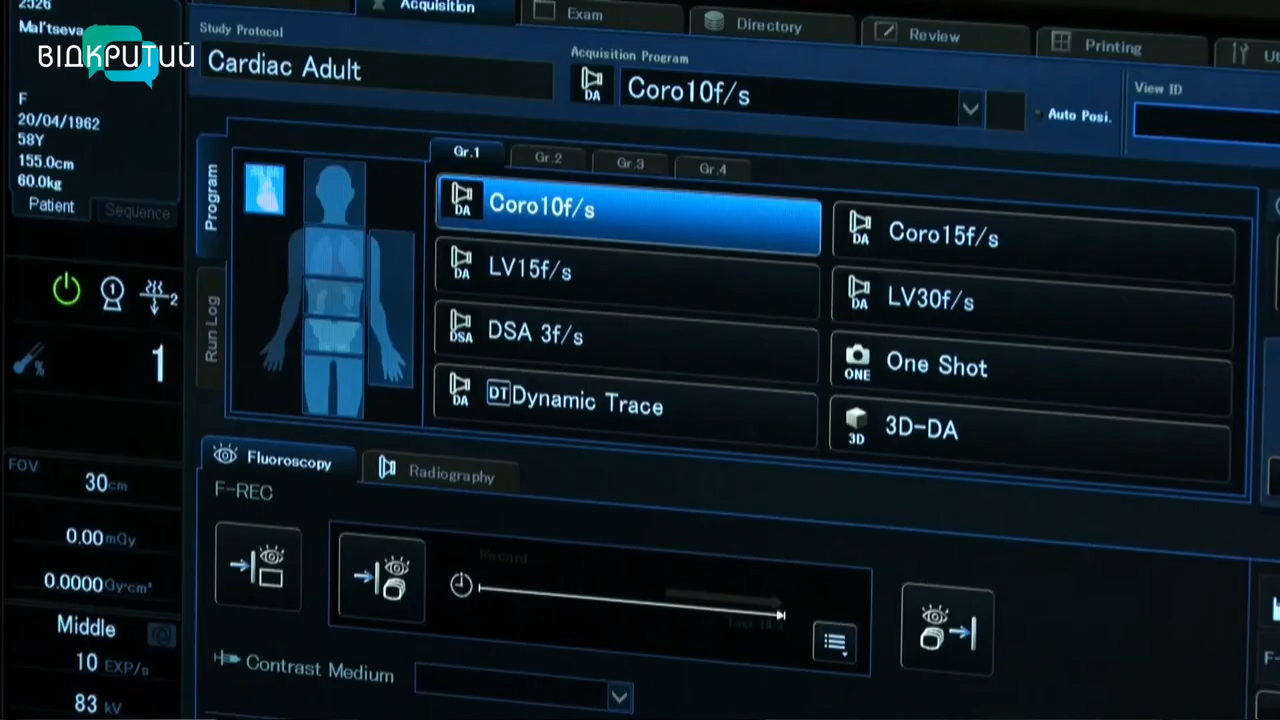 2526
Mal'tseva
ВІДКРИТИЙ
F
20/04/1962
58Y
155.0cm
60.0kg
Patient
Sequence
Acquisition
Exam
Directory
Review
Printing
Study Protocol
Cardiac Adult
Acquisition Program
DA
Coro10f/s
Auto Posi.
View ID
Program
Run Log
Gr.1
Gr.2
Gr.3
Gr.4
DA
Coro10f/s
DA
Coro15f/s
DA
LV15f/s
DA
LV30f/s
DSA
DSA 3f/s
ONE
One Shot
DA
DT Dynamic Trace
3D
3D-DA
1
2
%
1
FOV
30cm
0.00mGy
0.0000Gy·cm²
Middle
10 EXP/s
83 kV
Fluoroscopy
Radiography
F-REC
Record
Contrast Medium